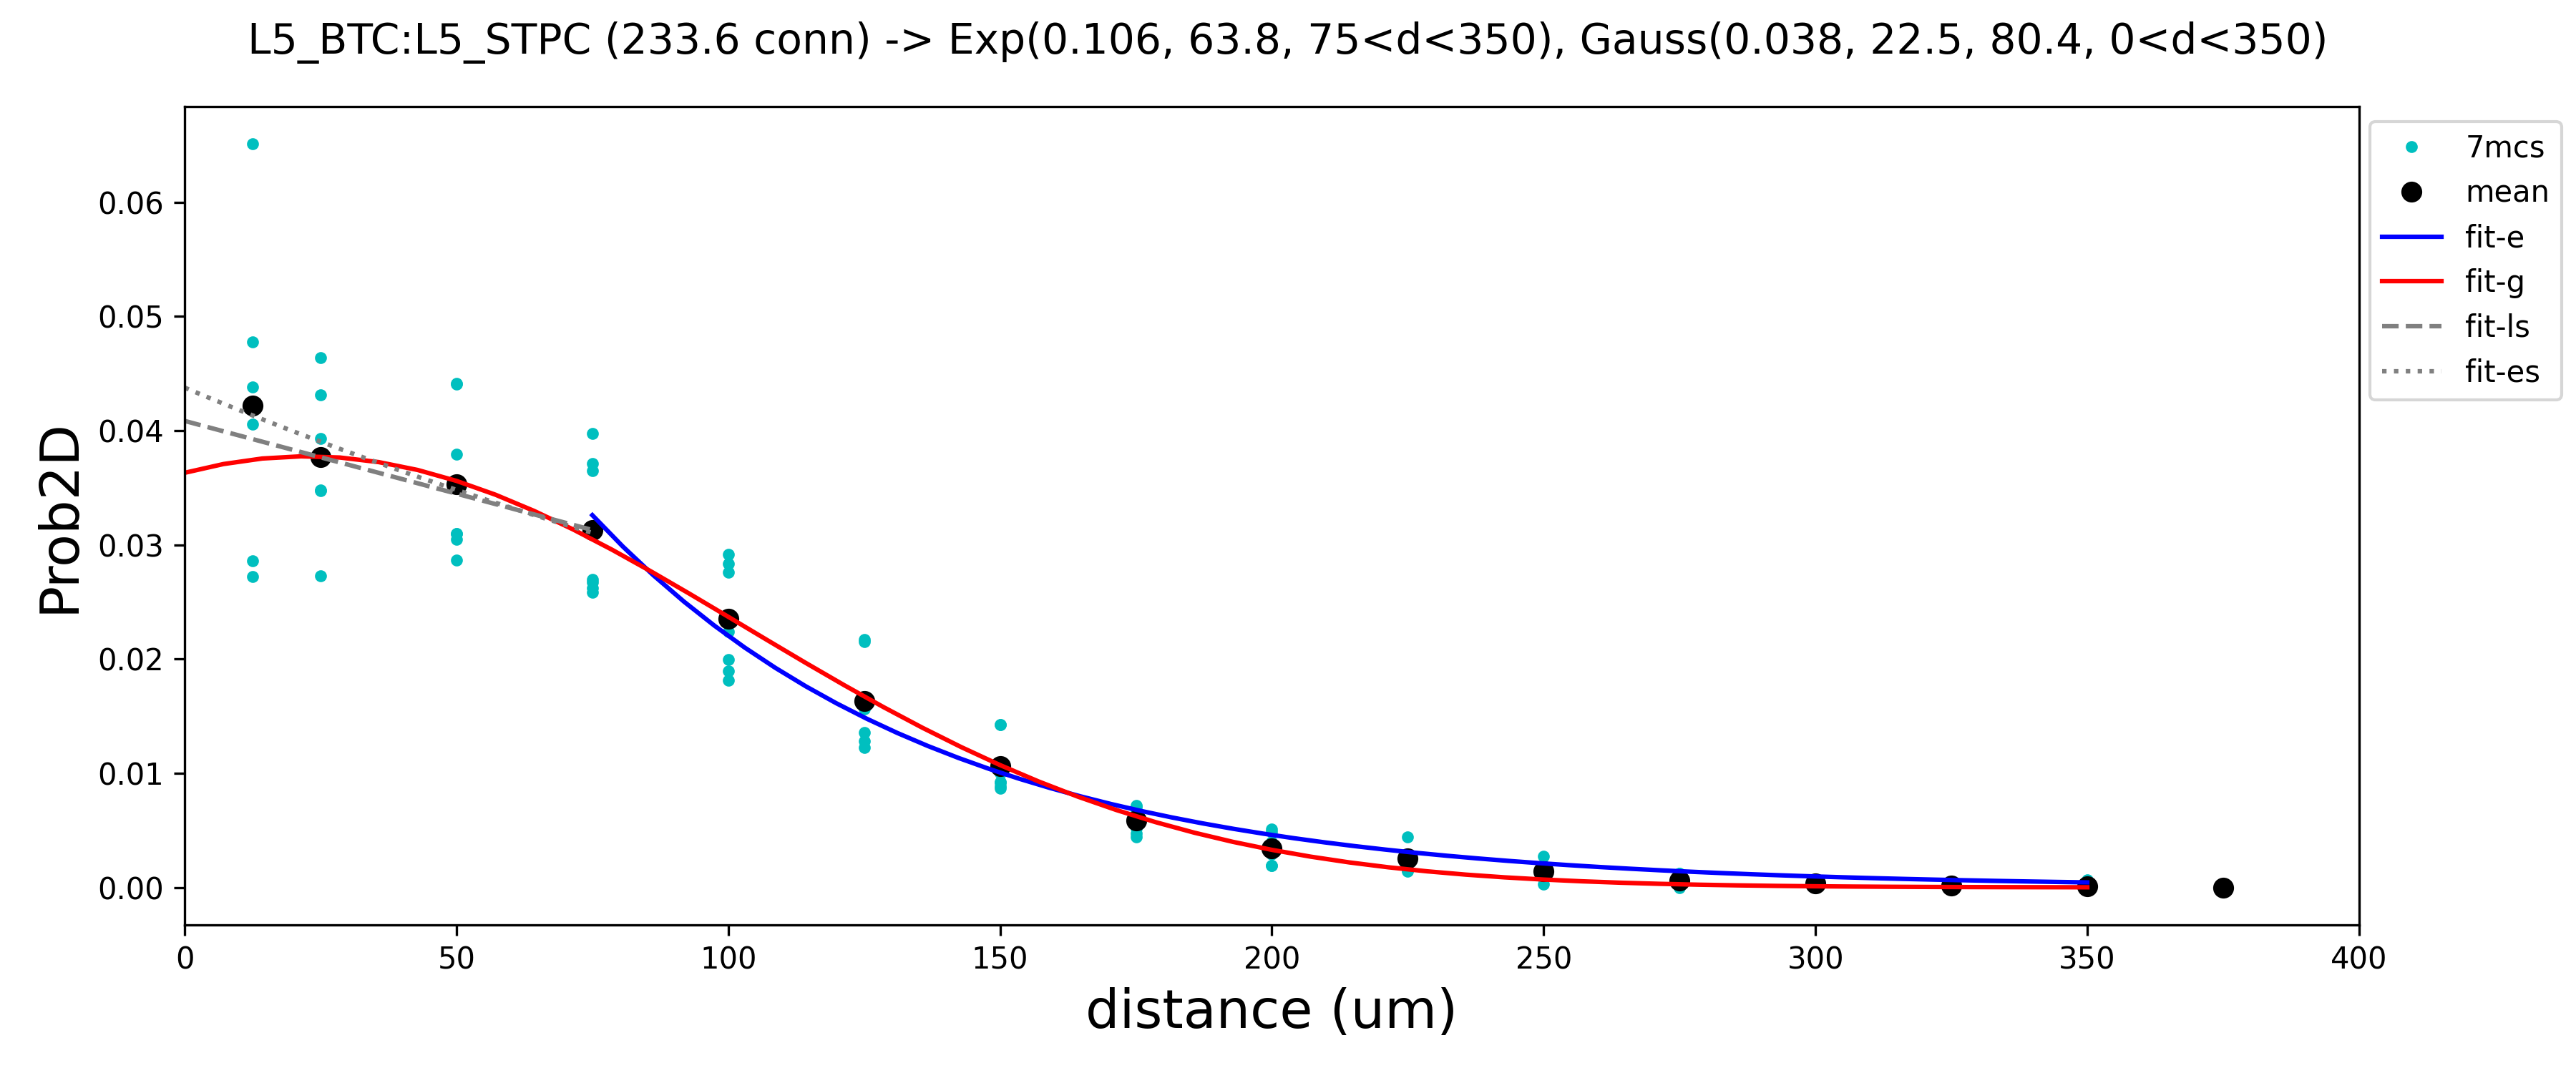 L5_BTC:L5_STPC (233.6 conn) -> Exp(0.106, 63.8, 75<d<350), Gauss(0.038, 22.5, 80.4, 0<d<350)
7mcs
mean
fit-e
fit-g
fit-ls
fit-es
Prob2D
0.06
0.05
0.04
0.03
0.02
0.01
0.00
0 50 100 150 200 250 300 350 400
distance (um)